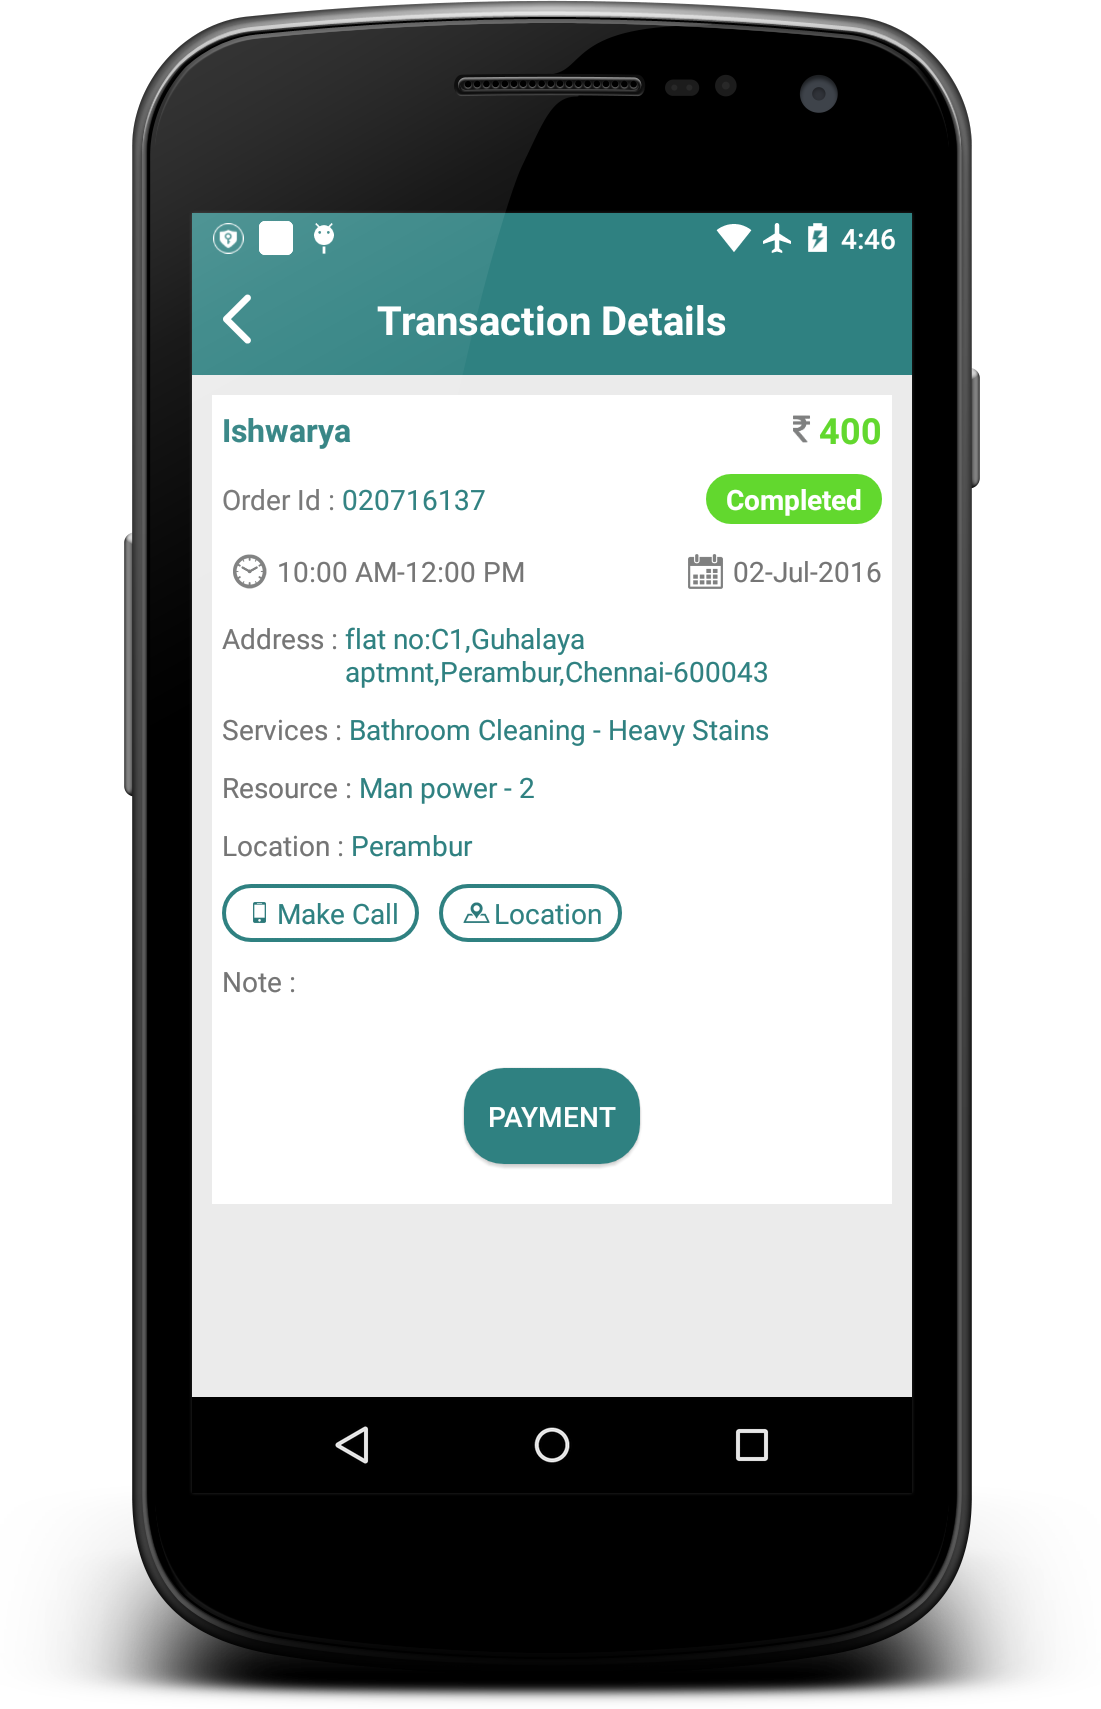 4:46
Transaction Details
Ishwarya
₹ 400
Order Id : 020716137
Completed
10:00 AM-12:00 PM
02-Jul-2016
Address : flat no:C1,Guhalaya
aptmnt,Perambur,Chennai-600043
Services : Bathroom Cleaning - Heavy Stains
Resource : Man power - 2
Location : Perambur
Make Call
Location
Note :
PAYMENT